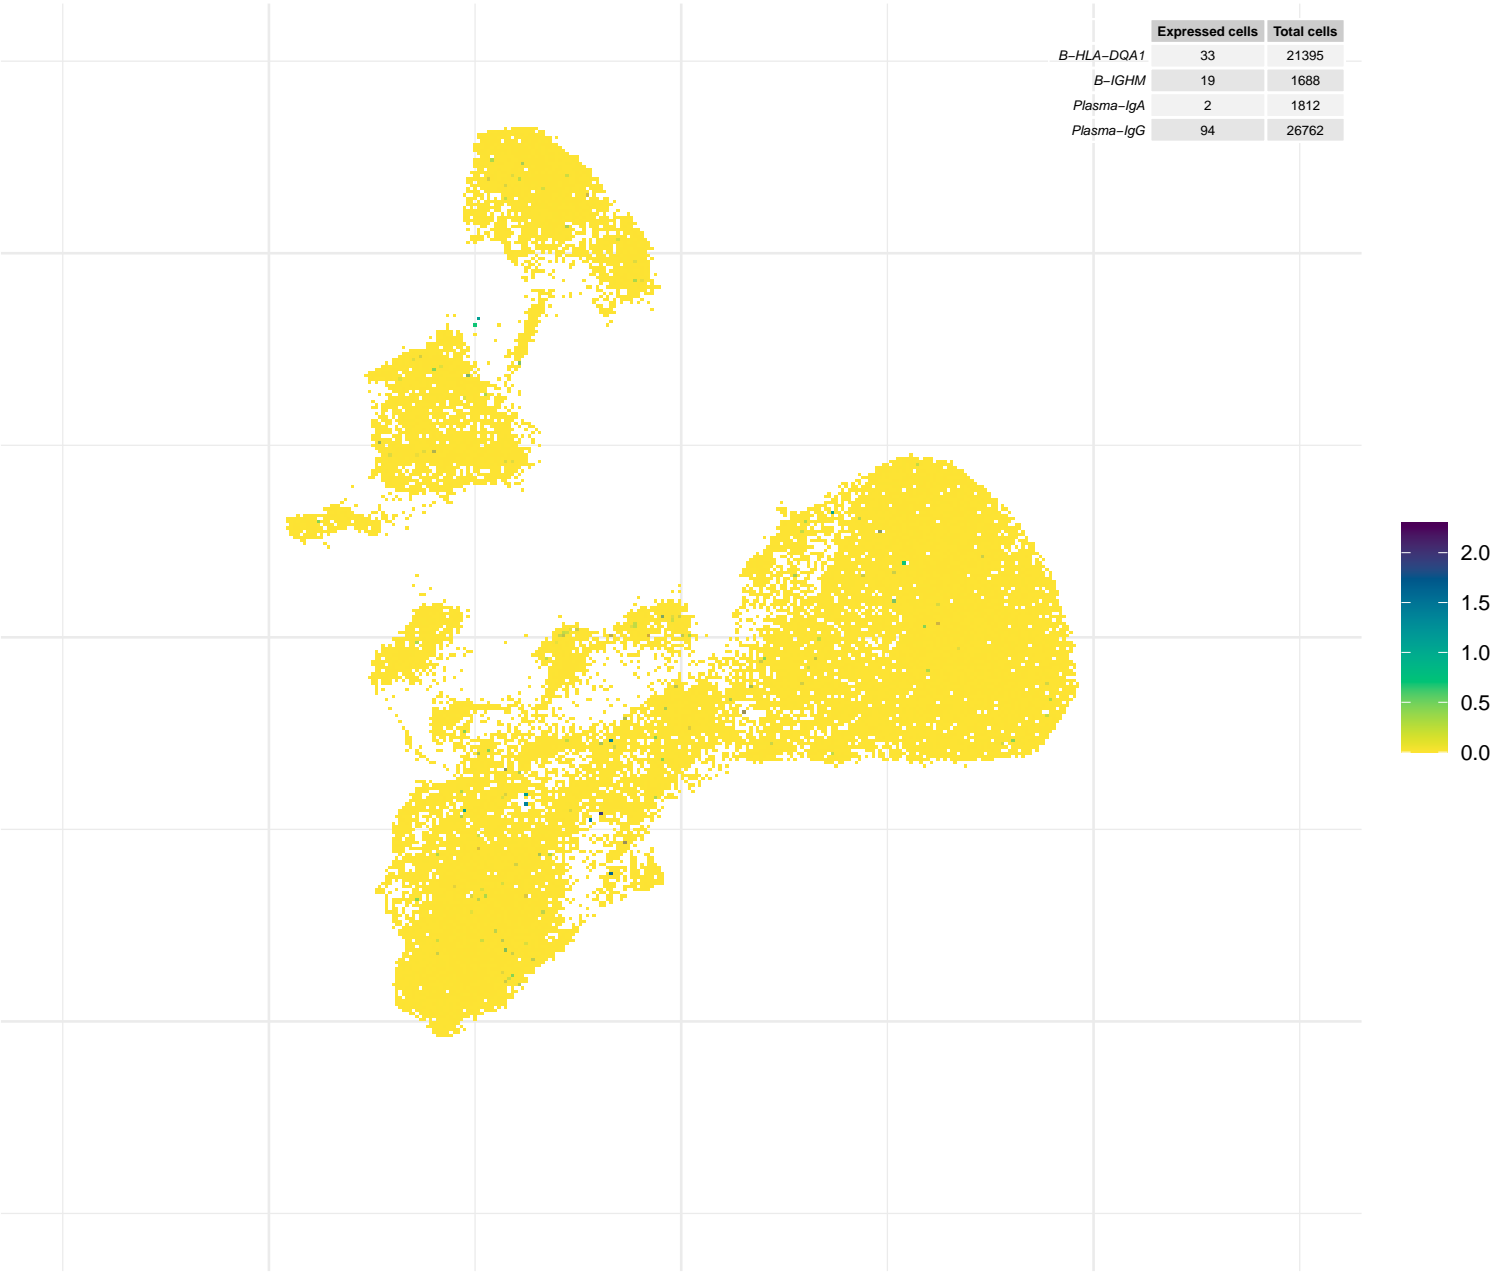 Expressed cells Total cells
B−HLA−DQA1 33 21395
B−IGHM 19 1688
Plasma−IgA 2 1812
Plasma−IgG 94 26762
2.0
1.5
1.0
0.5
0.0